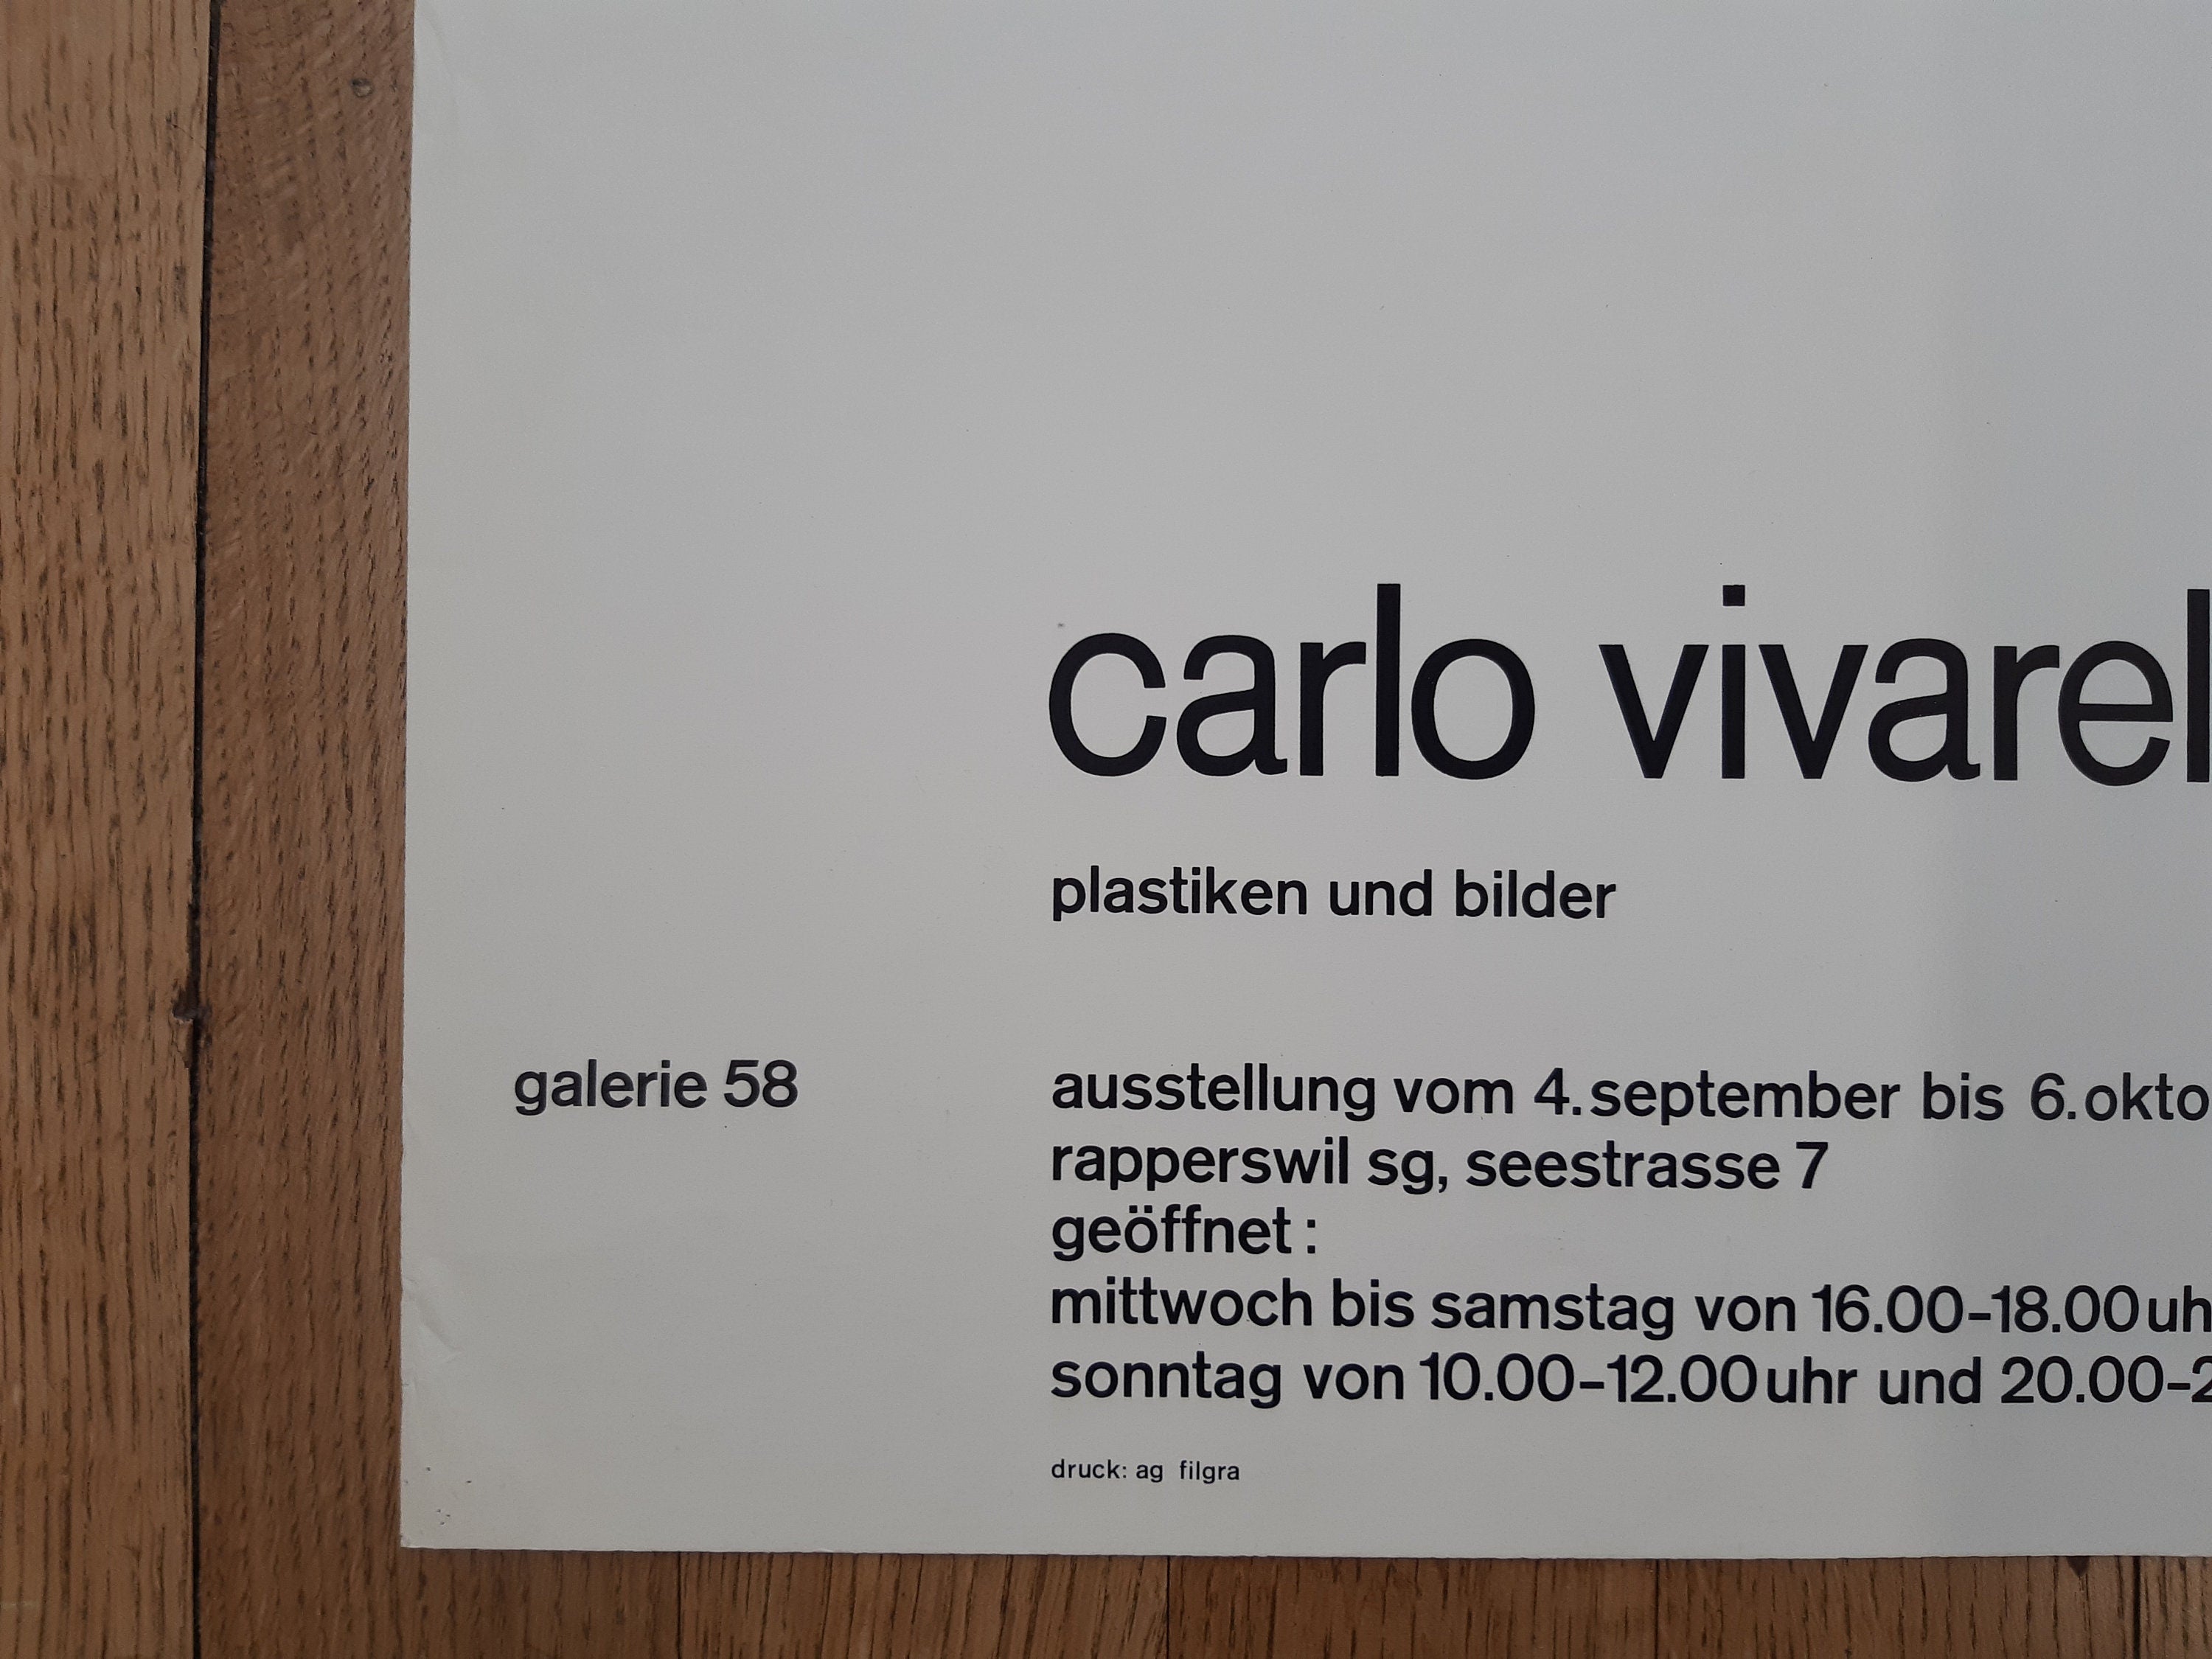 carlo vivarel
plastiken und bilder
galerie 58
ausstellung vom 4. september bis 6. okto
rapperswil sg, seestrasse 7
geöffnet :
mittwoch bis samstag von 16.00–18.00 uh
sonntag von 10.00–12.00 uhr und 20.00–2
druck: ag filgra